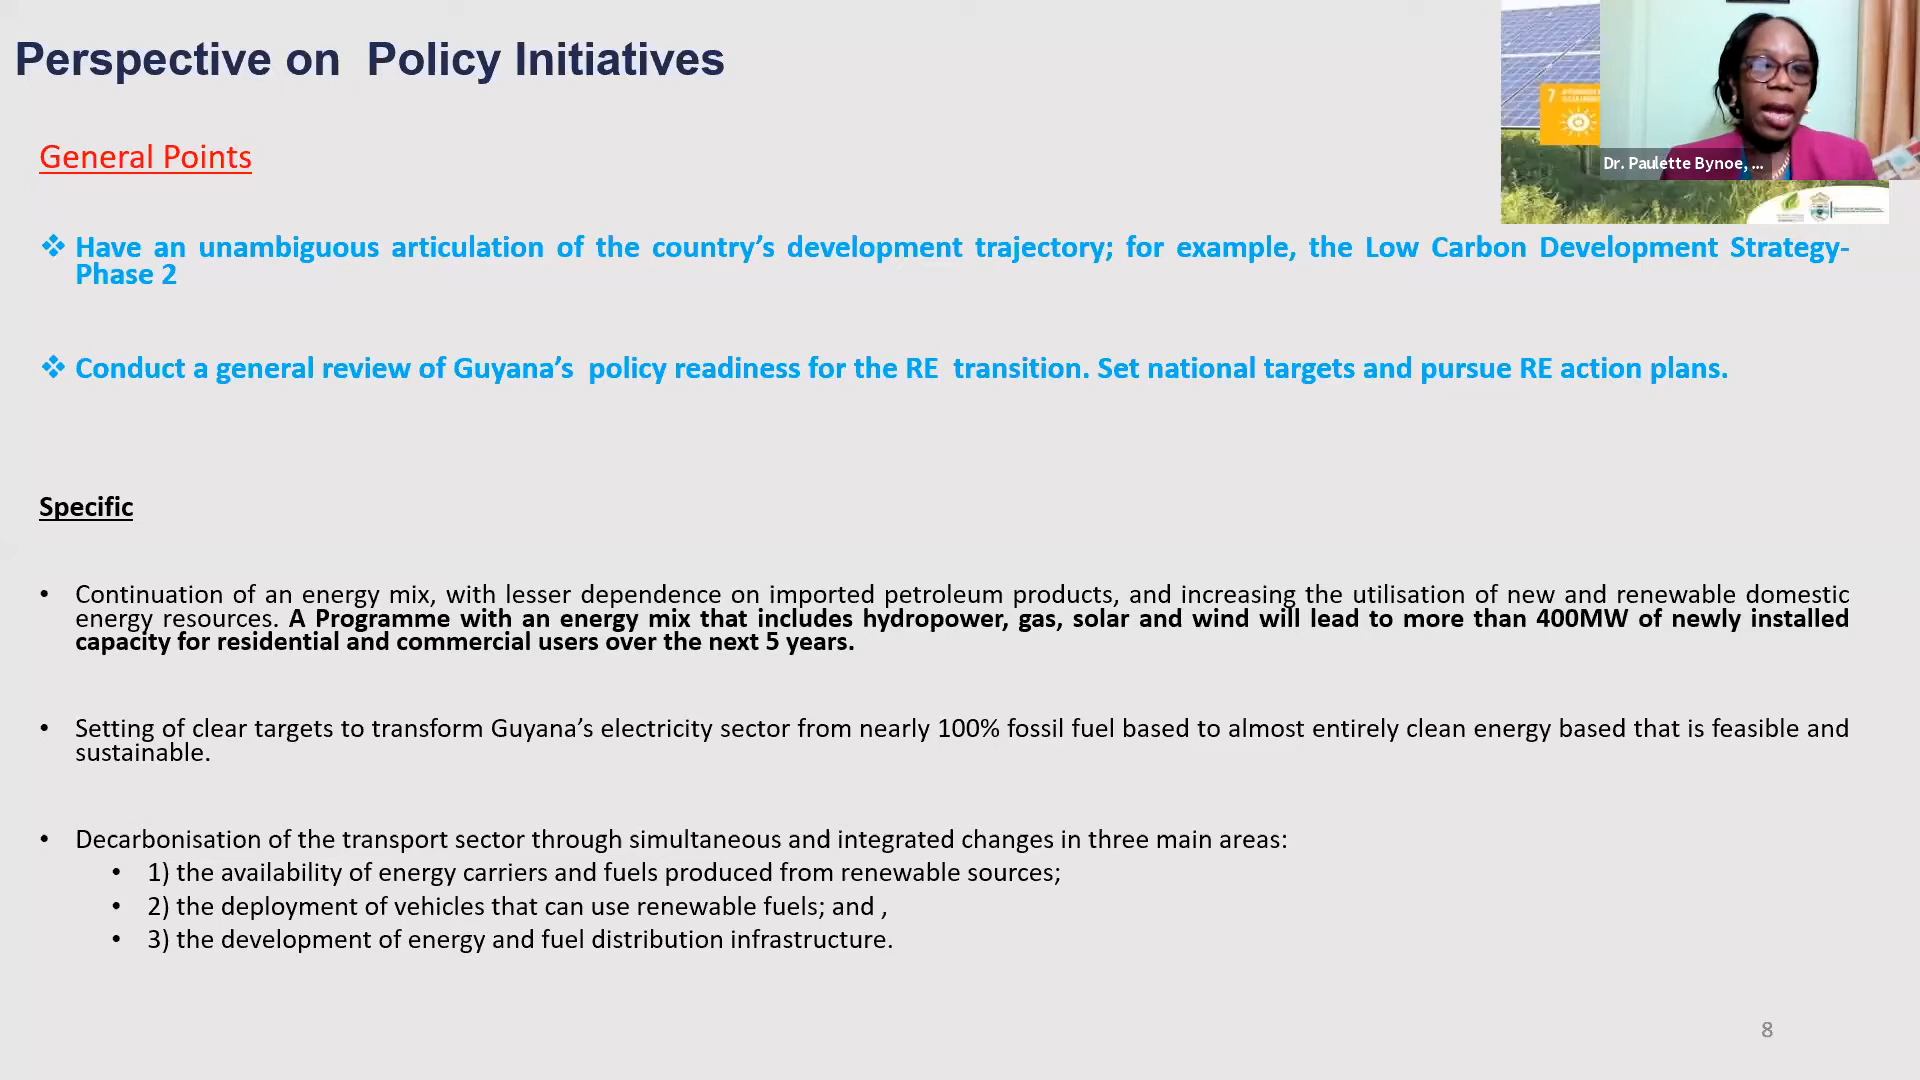 Perspective on  Policy Initiatives
7
Dr. Paulette Bynoe, ...
General Points
❖ Have an unambiguous articulation of the country’s development trajectory; for example, the Low Carbon Development Strategy-
Phase 2
❖ Conduct a general review of Guyana’s  policy readiness for the RE  transition. Set national targets and pursue RE action plans.
Specific
• Continuation of an energy mix, with lesser dependence on imported petroleum products, and increasing the utilisation of new and renewable domestic
energy resources. A Programme with an energy mix that includes hydropower, gas, solar and wind will lead to more than 400MW of newly installed
capacity for residential and commercial users over the next 5 years.
• Setting of clear targets to transform Guyana’s electricity sector from nearly 100% fossil fuel based to almost entirely clean energy based that is feasible and
sustainable.
• Decarbonisation of the transport sector through simultaneous and integrated changes in three main areas:
• 1) the availability of energy carriers and fuels produced from renewable sources;
• 2) the deployment of vehicles that can use renewable fuels; and ,
• 3) the development of energy and fuel distribution infrastructure.
8